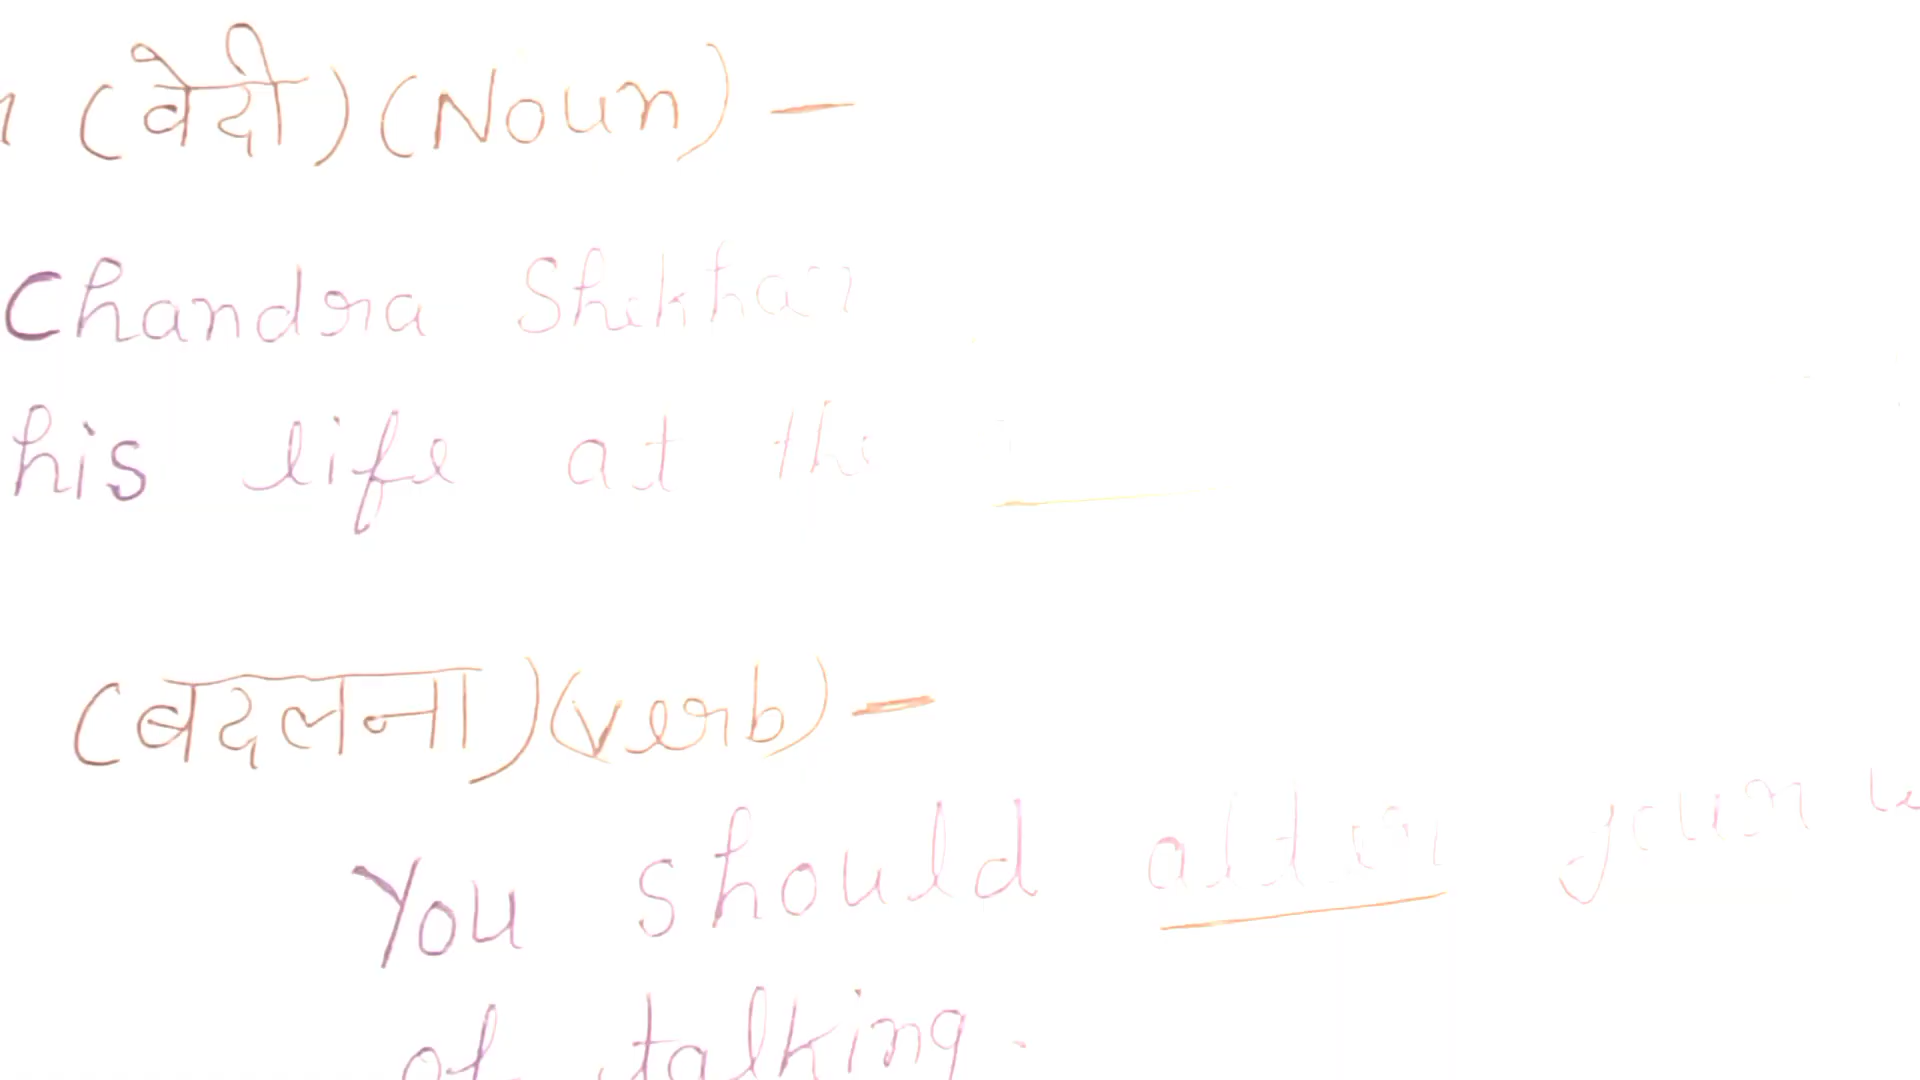 (वेदी) (Noun) –
Chandra Shekhar
his life at the
(बदलना) (verb) –
You should alter your
of talking.